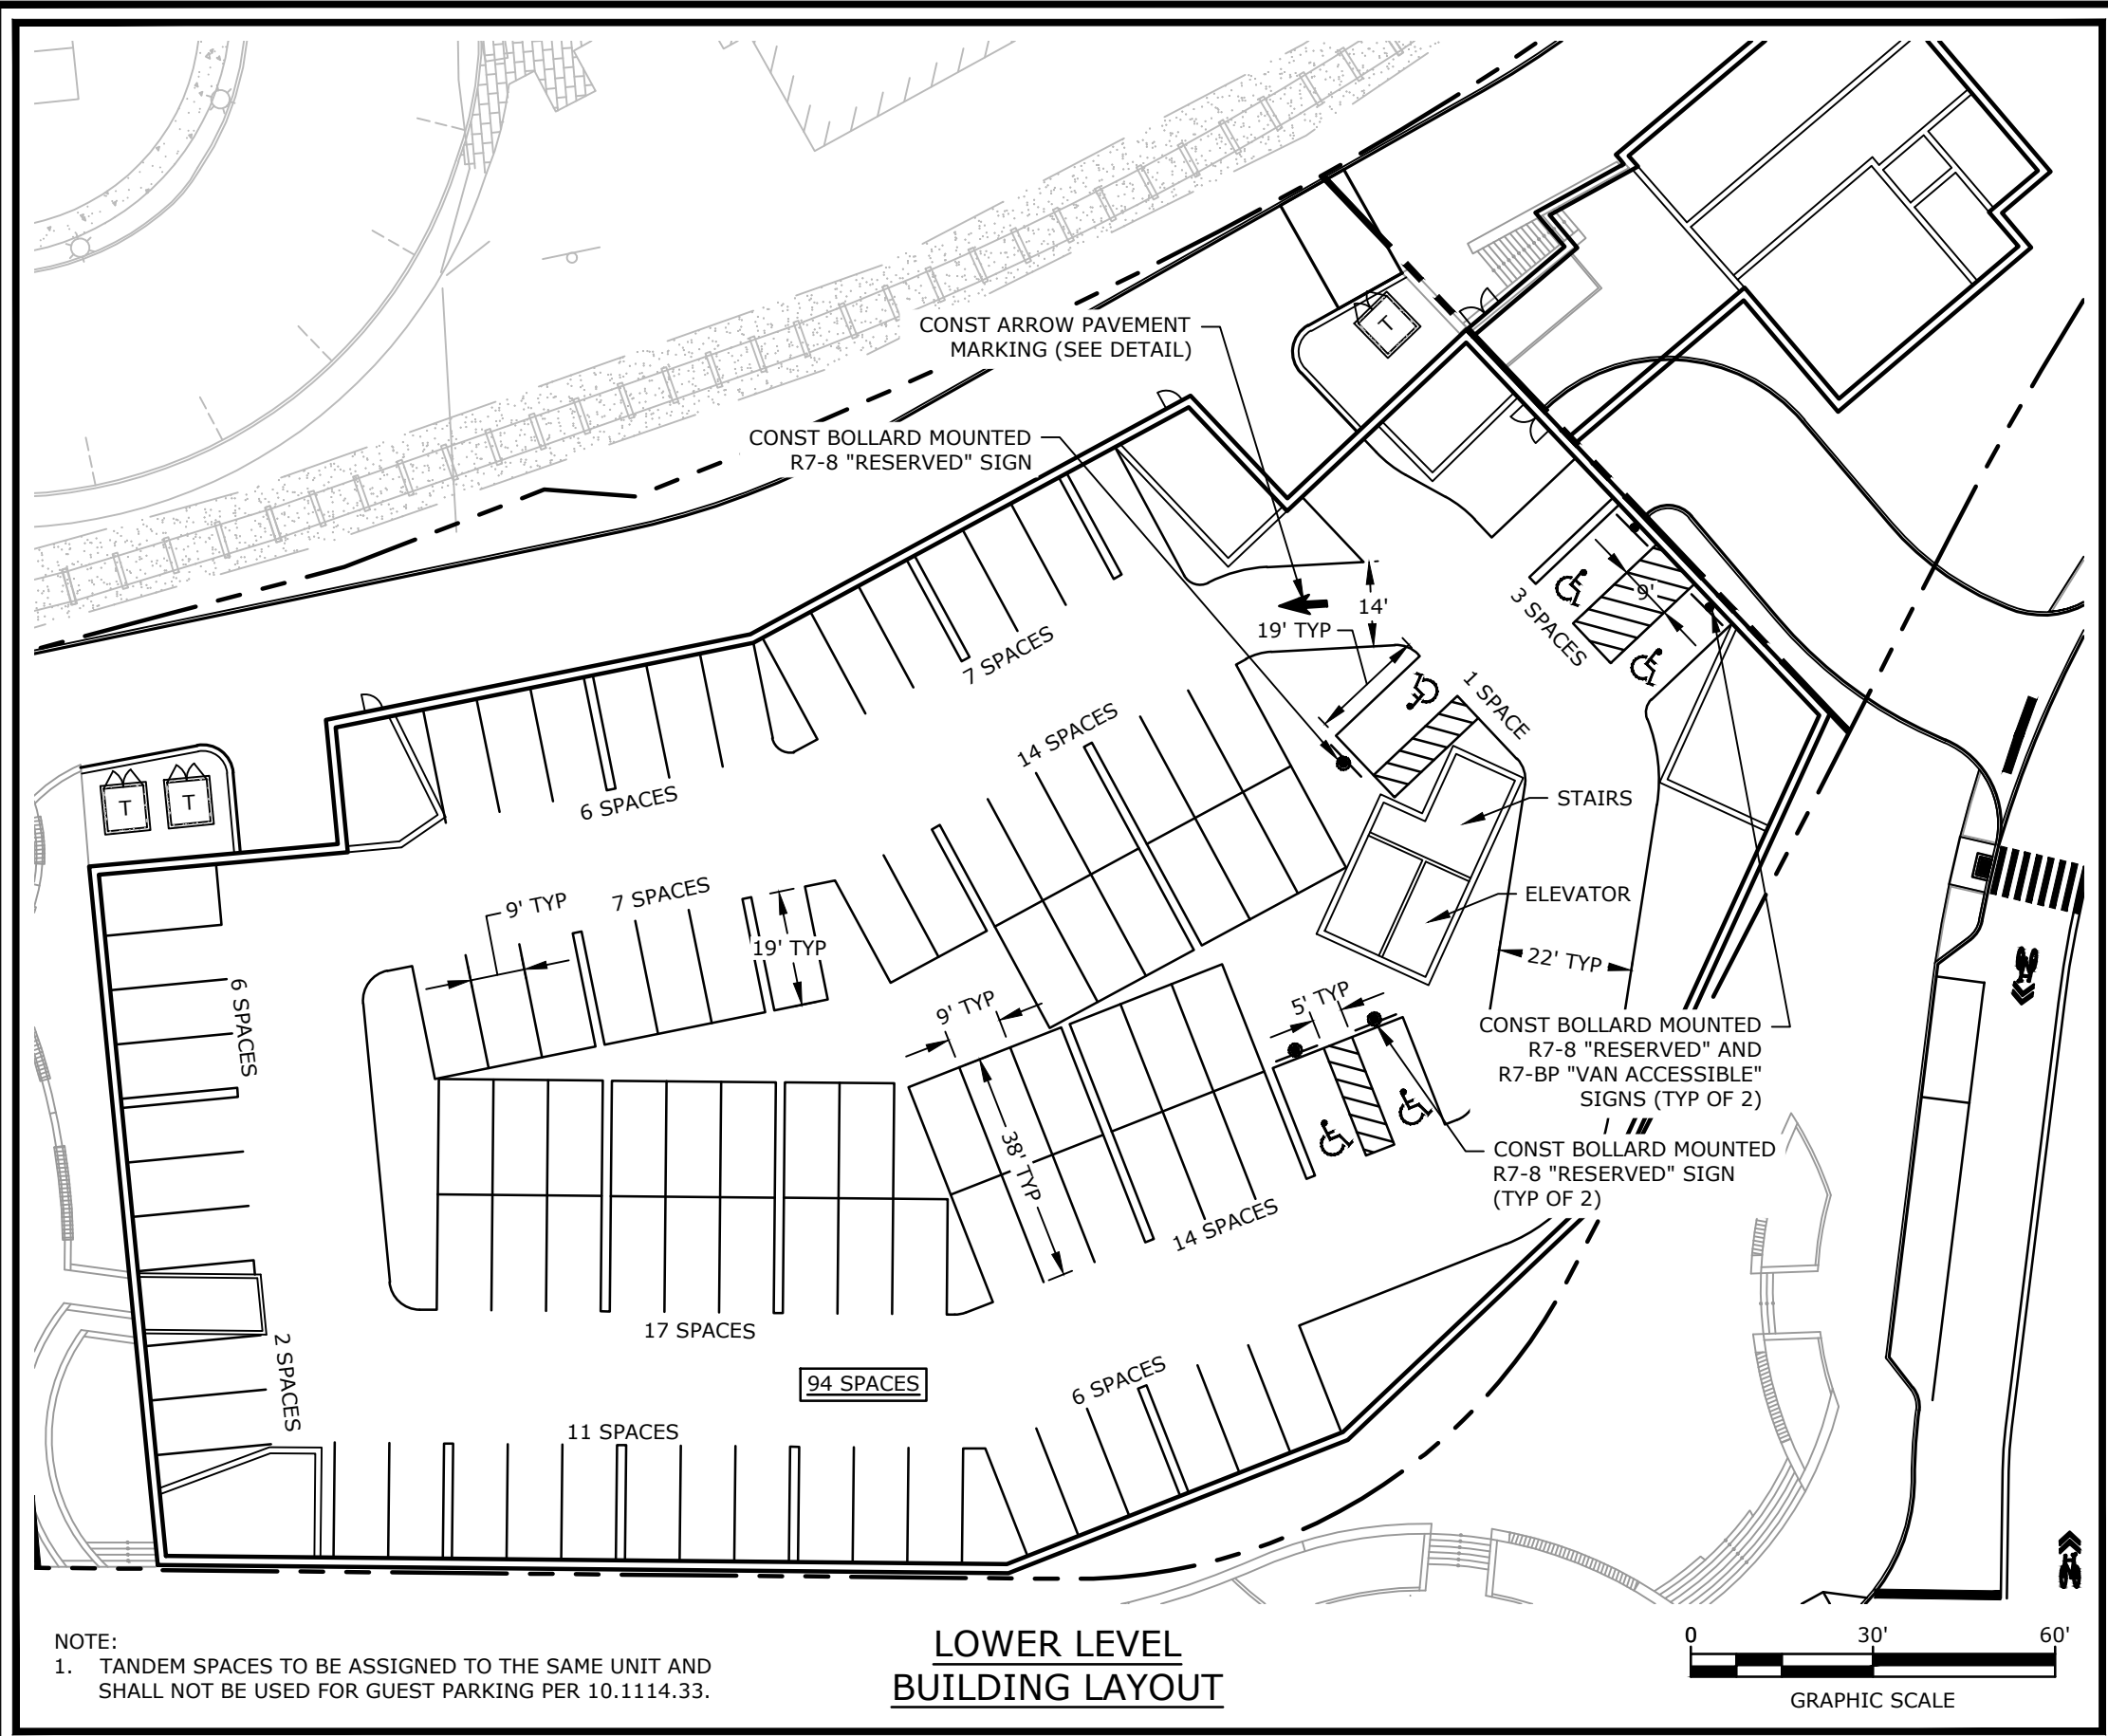 CONST ARROW PAVEMENT
MARKING (SEE DETAIL)
T
CONST BOLLARD MOUNTED
R7-8 "RESERVED" SIGN
14'
19' TYP
9'
3 SPACES
7 SPACES
1 SPACE
14 SPACES
6 SPACES
T
T
STAIRS
ELEVATOR
9' TYP
7 SPACES
19' TYP
22' TYP
6 SPACES
9' TYP
5' TYP
CONST BOLLARD MOUNTED
R7-8 "RESERVED" AND
R7-BP "VAN ACCESSIBLE"
SIGNS (TYP OF 2)
38' TYP
CONST BOLLARD MOUNTED
R7-8 "RESERVED" SIGN
(TYP OF 2)
14 SPACES
17 SPACES
2 SPACES
94 SPACES
6 SPACES
11 SPACES
NOTE:
1. TANDEM SPACES TO BE ASSIGNED TO THE SAME UNIT AND
SHALL NOT BE USED FOR GUEST PARKING PER 10.1114.33.
LOWER LEVEL
BUILDING LAYOUT
0 30' 60'
GRAPHIC SCALE